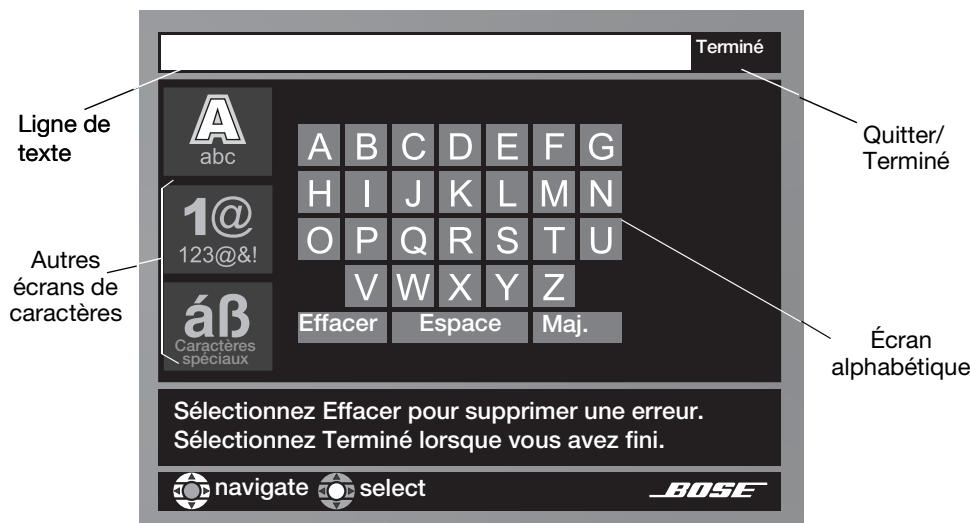 Terminé
Ligne de
texte
Quitter/
Terminé
A
abc
A B C D E F G
H I J K L M N
1@
123@&!
O P Q R S T U
Autres
écrans de
caractères
V W X Y Z
áß
Caractères
spéciaux
Effacer Espace Maj.
Écran
alphabétique
Sélectionnez Effacer pour supprimer une erreur.
Sélectionnez Terminé lorsque vous avez fini.
navigate select
BOSE